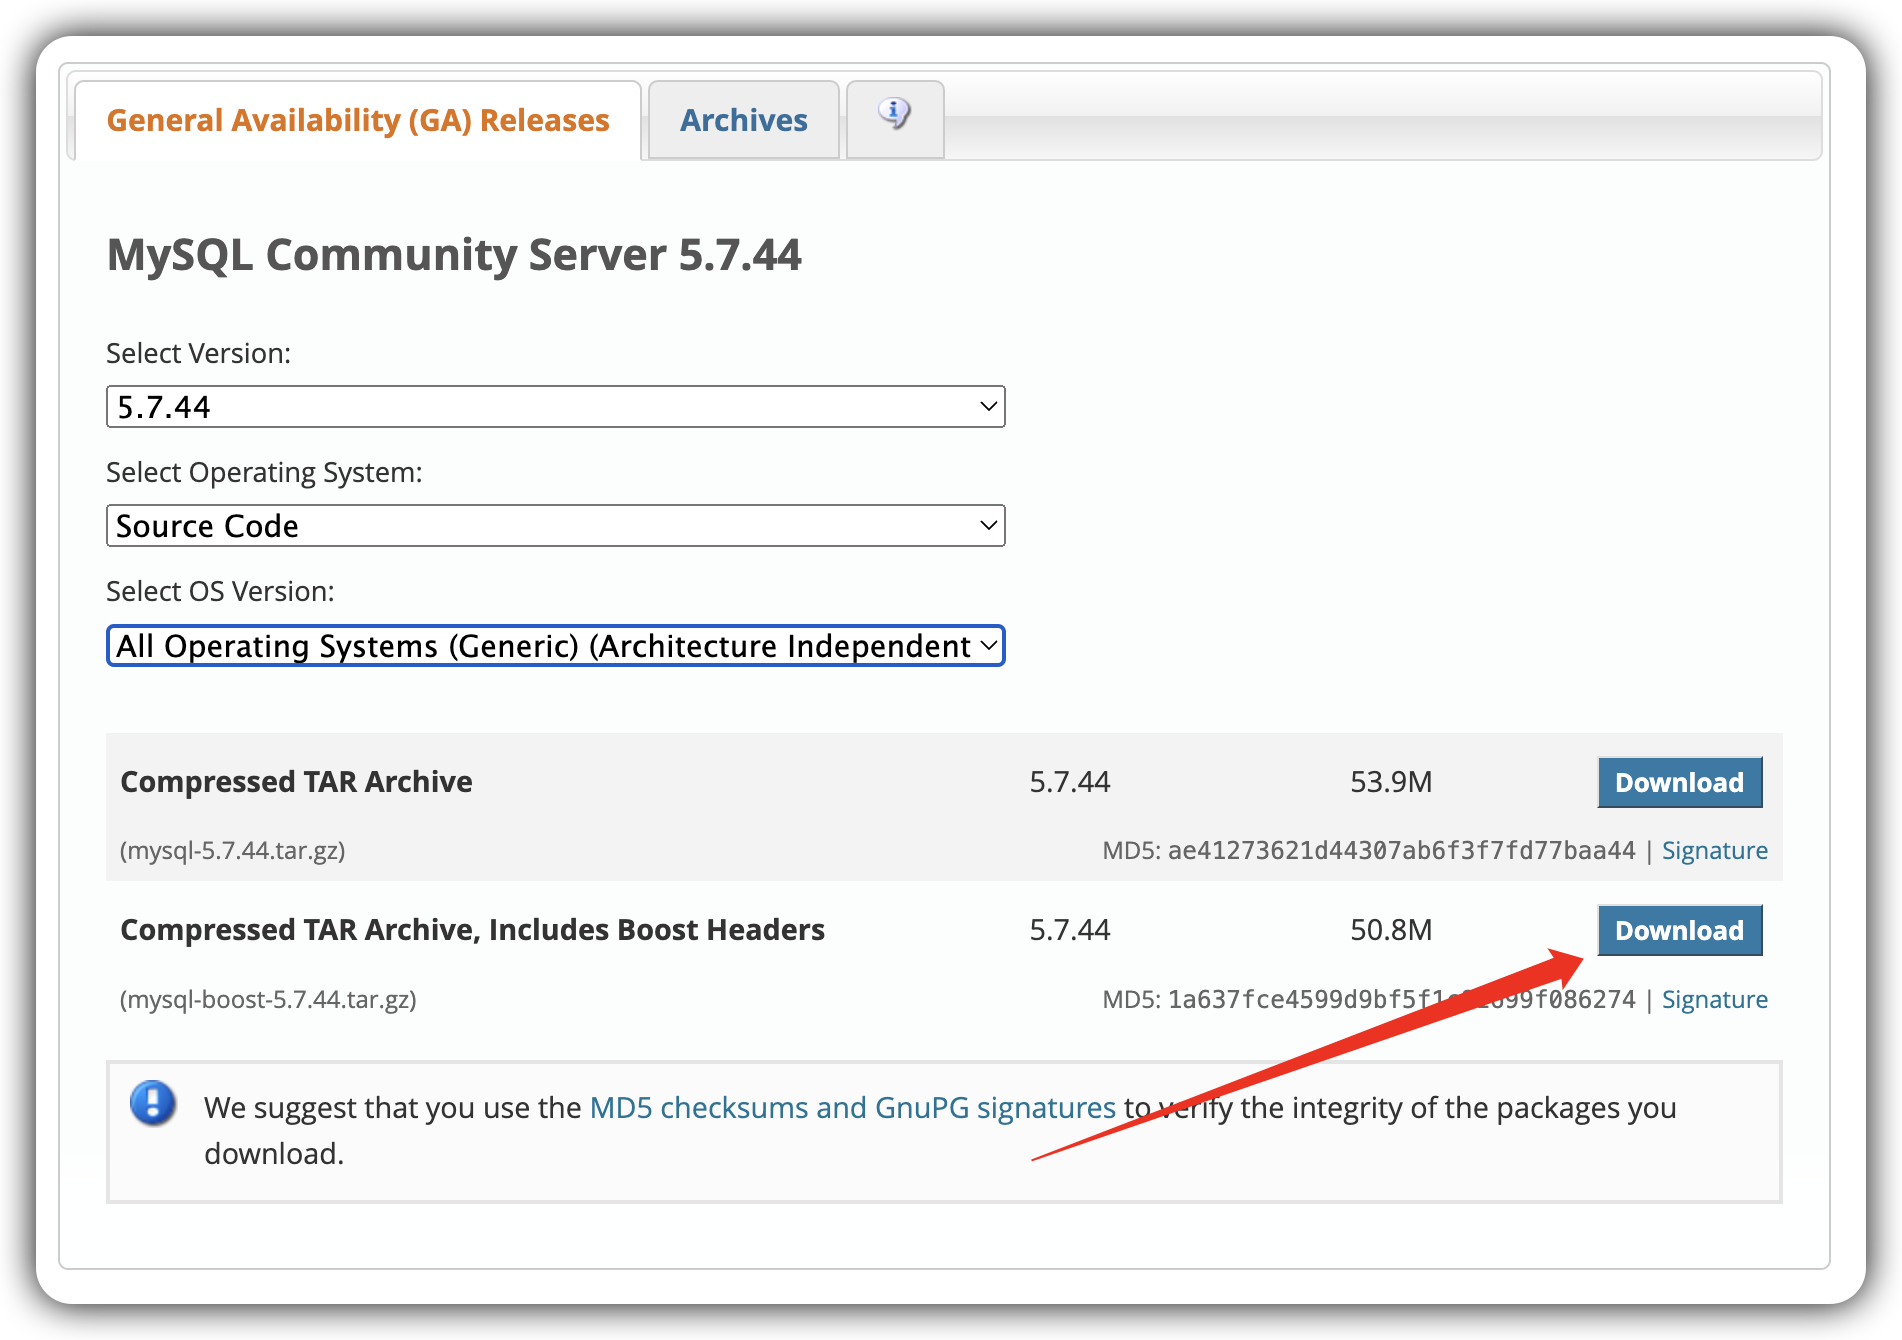 General Availability (GA) Releases
Archives
MySQL Community Server 5.7.44
Select Version:
5.7.44
Select Operating System:
Source Code
Select OS Version:
All Operating Systems (Generic) (Architecture Independent
Compressed TAR Archive 5.7.44 53.9M Download
(mysql-5.7.44.tar.gz) MD5: ae41273621d44307ab6f3f7fd77baa44 | Signature
Compressed TAR Archive, Includes Boost Headers 5.7.44 50.8M Download
(mysql-boost-5.7.44.tar.gz) MD5: | Signature
We suggest that you use the MD5 checksums and GnuPG signatures to verify the integrity of the packages you
download.